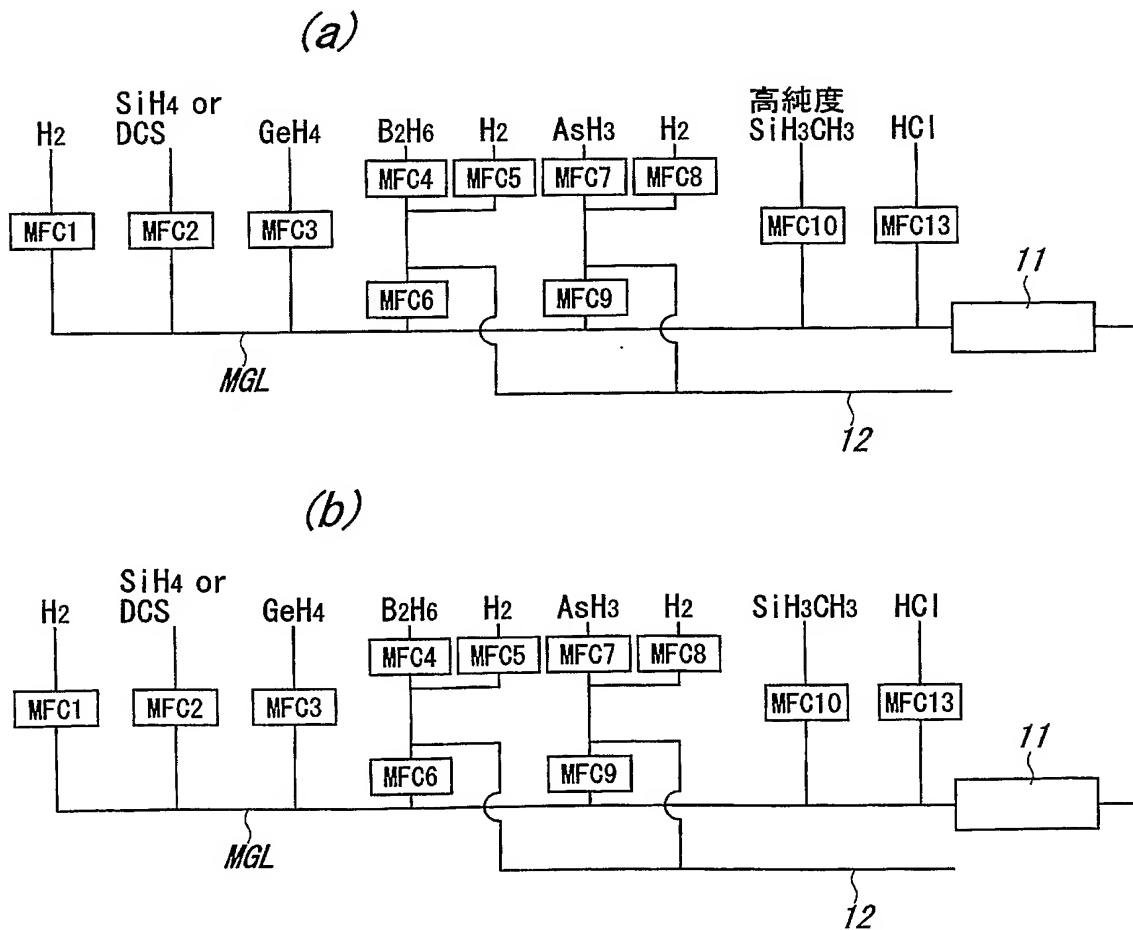 (a)
SiH4 or
DCS
H2
GeH4
B2H6
H2
AsH3
H2
高純度
SiH3CH3
HCl
MFC4
MFC5
MFC7
MFC8
MFC1
MFC2
MFC3
MFC10
MFC13
MFC6
MFC9
11
MGL
12
(b)
SiH4 or
DCS
H2
GeH4
B2H6
H2
AsH3
H2
SiH3CH3
HCl
MFC4
MFC5
MFC7
MFC8
MFC1
MFC2
MFC3
MFC10
MFC13
MFC6
MFC9
11
MGL
12